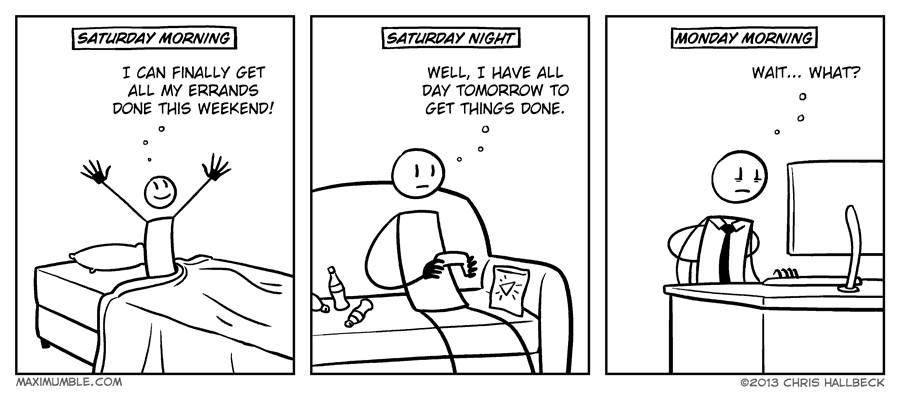 SATURDAY MORNING
I CAN FINALLY GET
ALL MY ERRANDS
DONE THIS WEEKEND!
SATURDAY NIGHT
WELL, I HAVE ALL
DAY TOMORROW TO
GET THINGS DONE.
MONDAY MORNING
WAIT... WHAT?
MAXIMUMBLE.COM
©2013 CHRIS HALLBECK